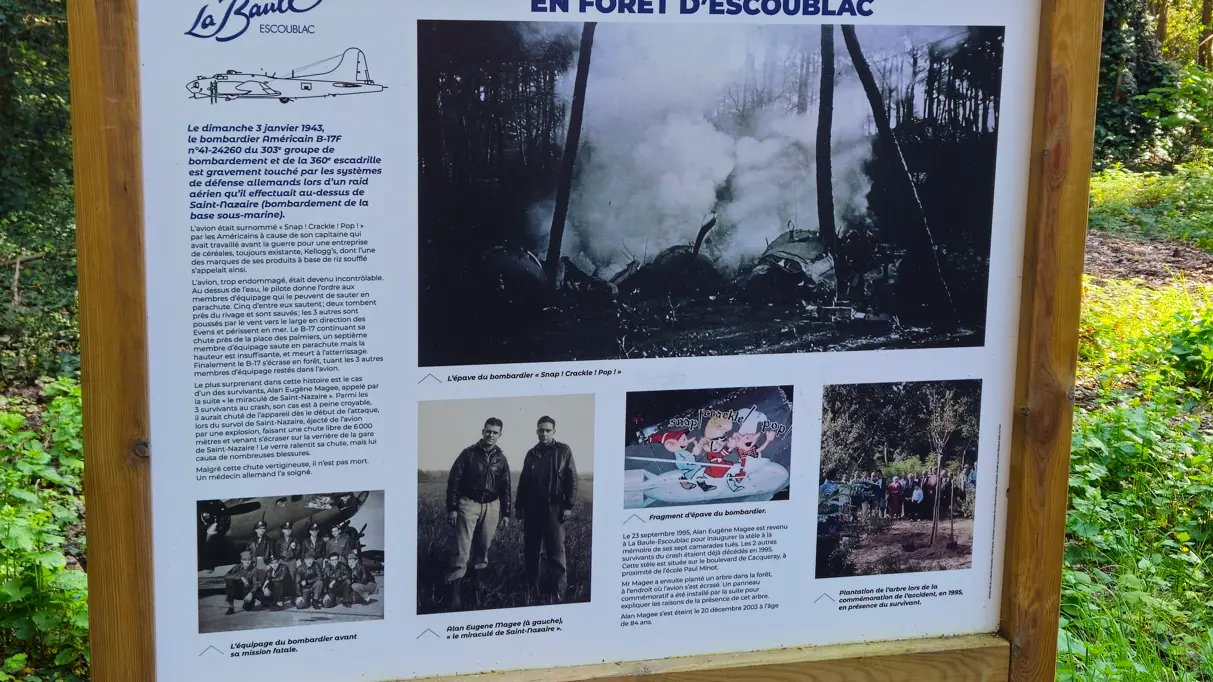 La Baule
ESCOUBLAC
EN FORÊT D'ESCOUBLAC
Le dimanche 3 janvier 1943,
le bombardier Américain B-17F
n°41-24260 du 303e groupe de
bombardement et de la 360e escadrille
est gravement touché par les systèmes
de défense allemands lors d'un raid
aérien qu'il effectuait au-dessus de
Saint-Nazaire (bombardement de la
base sous-marine).
L'avion était surnommé « Snap ! Crackle ! Pop ! »
par les Américains à cause de son capitaine qui
avait travaillé avant la guerre pour une entreprise
de céréales, toujours existante, Kellogg's, dont l'une
des marques de ses produits à base de riz soufflé
s'appelait ainsi.
L'avion, trop endommagé, était devenu incontrôlable.
Au dessus de l'eau, le pilote donne l'ordre aux
membres d'équipage qui le peuvent de sauter en
parachute. Cinq d'entre eux sautent ; deux tombent
près du rivage et sont sauvés ; les 3 autres sont
poussés par le vent vers le large en direction des
Evens et périssent en mer. Le B-17 continuant sa
chute près de la place des palmiers, un septième
membre d'équipage saute en parachute mais la
hauteur est insuffisante, et meurt à l'atterrissage.
Finalement le B-17 s'écrase en forêt, tuant les 3 autres
membres d'équipage restés dans l'avion.
Le plus surprenant dans cette histoire est le cas
d'un des survivants, Alan Eugène Magee, appelé par
la suite « le miraculé de Saint-Nazaire ». Parmi les
3 survivants au crash, son cas est à peine croyable,
il aurait chuté de l'appareil dès le début de l'attaque,
lors du survol de Saint-Nazaire, éjecté de l'avion
par une explosion, faisant une chute libre de 6 000
mètres et venant s'écraser sur la verrière de la gare
de Saint-Nazaire ! Le verre ralentit sa chute, mais lui
causa de nombreuses blessures.
Malgré cette chute vertigineuse, il n'est pas mort.
Un médecin allemand l'a soigné.
L'équipage du bombardier avant
sa mission fatale.
L'épave du bombardier « Snap ! Crackle ! Pop ! »
Alan Eugene Magee (à gauche),
« le miraculé de Saint-Nazaire ».
snap! crackle! pop!
Fragment d'épave du bombardier.
Le 23 septembre 1995, Alan Eugène Magee est revenu
à La Baule-Escoublac pour inaugurer la stèle à la
mémoire de ses sept camarades tués. Les 2 autres
survivants du crash étaient déjà décédés en 1995.
Cette stèle est située sur le boulevard de Cacqueray, à
proximité de l'école Paul Minot.
Mr Magee a ensuite planté un arbre dans la forêt,
à l'endroit où l'avion s'est écrasé. Un panneau
commémoratif a été installé par la suite pour
expliquer les raisons de la présence de cet arbre.
Alan Magee s'est éteint le 20 décembre 2003 à l'âge
de 84 ans.
Plantation de l'arbre lors de la
commémoration de l'accident, en 1995,
en présence du survivant.